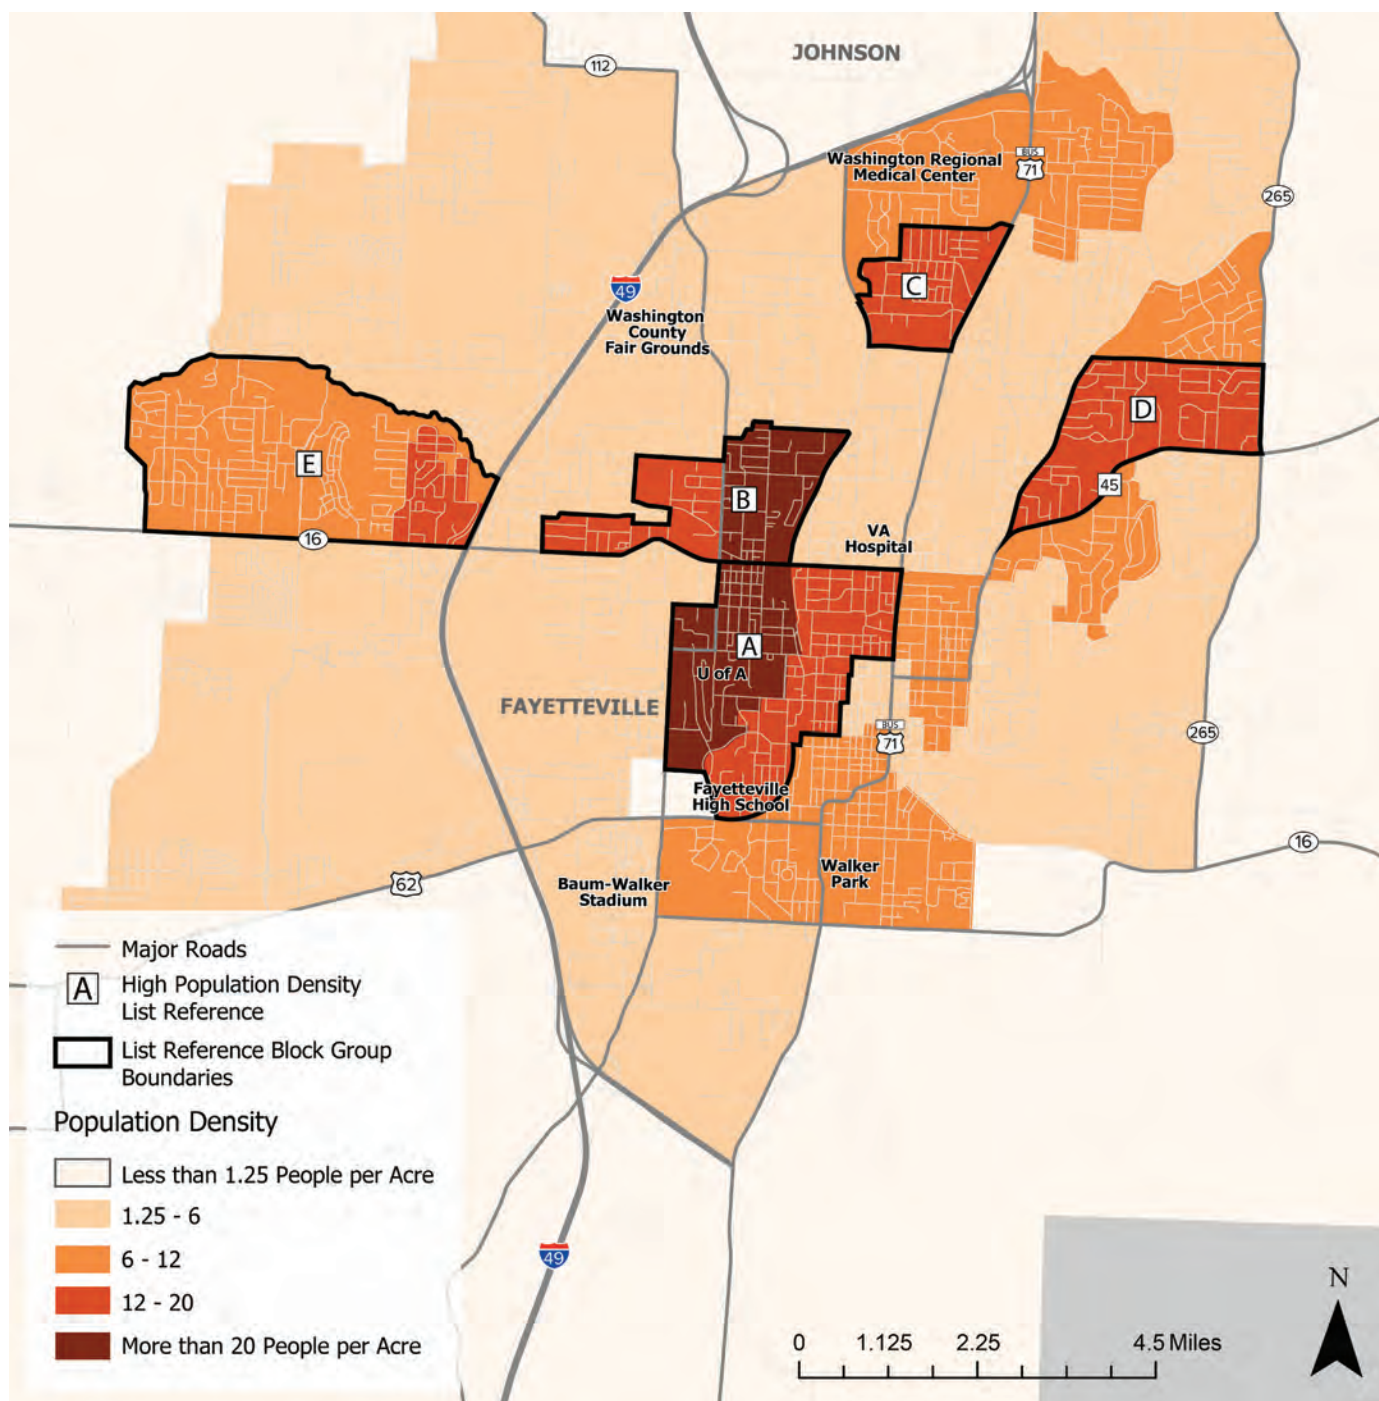 112
JOHNSON
Washington Regional
Medical Center
BUS
71
265
49
Washington
County
Fair Grounds
C
D
E
B
45
16
VA
Hospital
A
U of A
FAYETTEVILLE
BUS
71
265
Fayetteville
High School
16
62
Baum-Walker
Stadium
Walker
Park
Major Roads
A
High Population Density
List Reference
List Reference Block Group
Boundaries
Population Density
Less than 1.25 People per Acre
1.25 - 6
6 - 12
12 - 20
More than 20 People per Acre
49
N
0 1.125 2.25 4.5 Miles